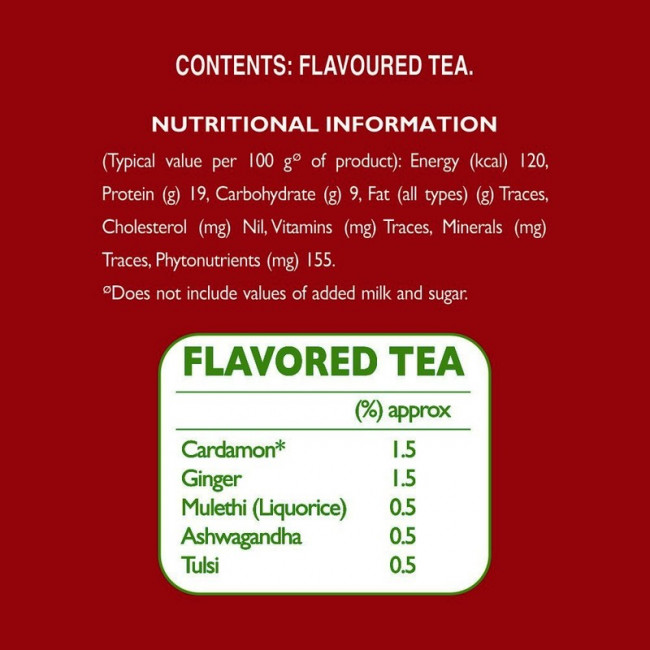 CONTENTS: FLAVOURED TEA.
NUTRITIONAL INFORMATION
(Typical value per 100 gø of product): Energy (kcal) 120,
Protein (g) 19, Carbohydrate (g) 9, Fat (all types) (g) Traces,
Cholesterol (mg) Nil, Vitamins (mg) Traces, Minerals (mg)
Traces, Phytonutrients (mg) 155.
øDoes not include values of added milk and sugar.
FLAVORED TEA
(%) approx
Cardamon* 1.5
Ginger 1.5
Mulethi (Liquorice) 0.5
Ashwagandha 0.5
Tulsi 0.5